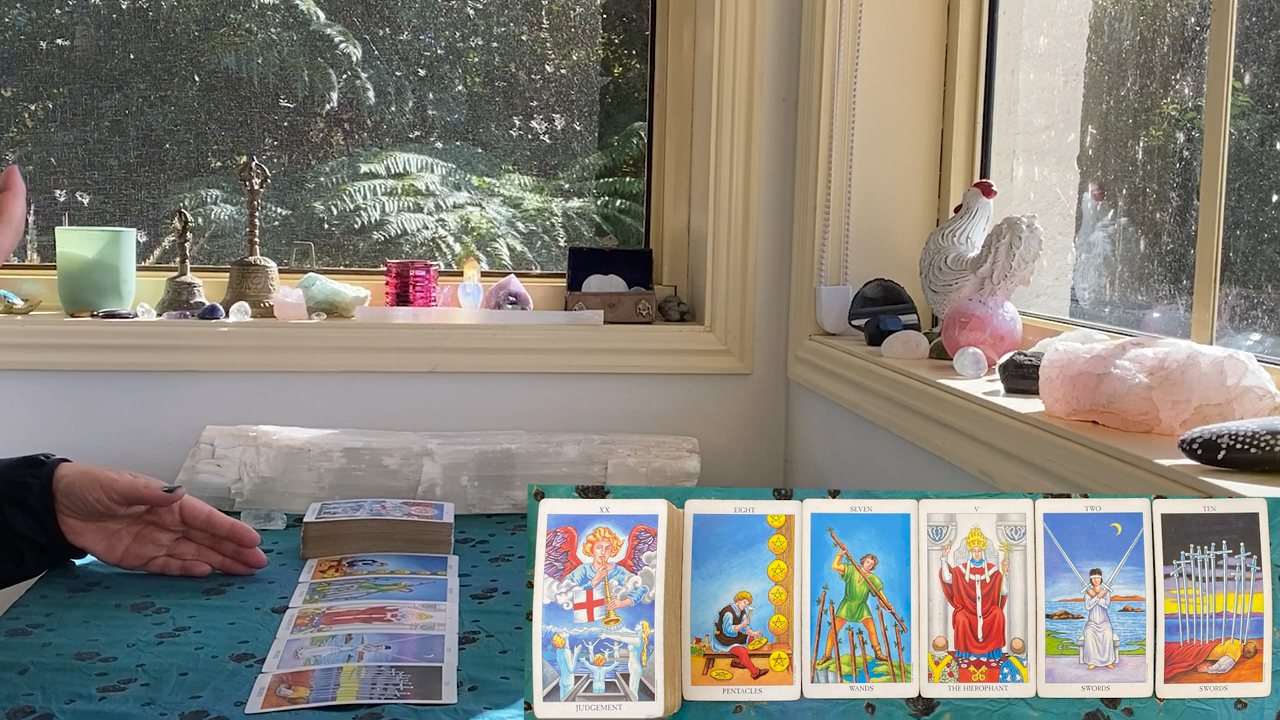 XX
JUDGEMENT
EIGHT
PENTACLES
SEVEN
WANDS
V
THE HIEROPHANT
TWO
SWORDS
TEN
SWORDS